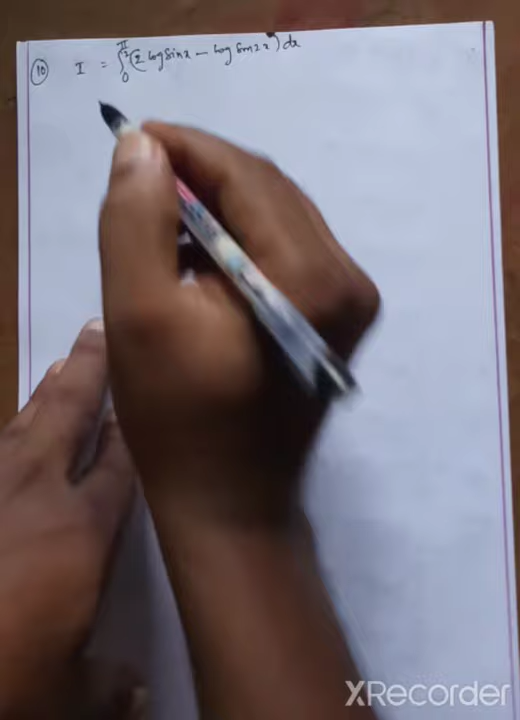 10 I = ∫₀^(π/2) (2 log sin x - log sin 2x) dx
XRecorder